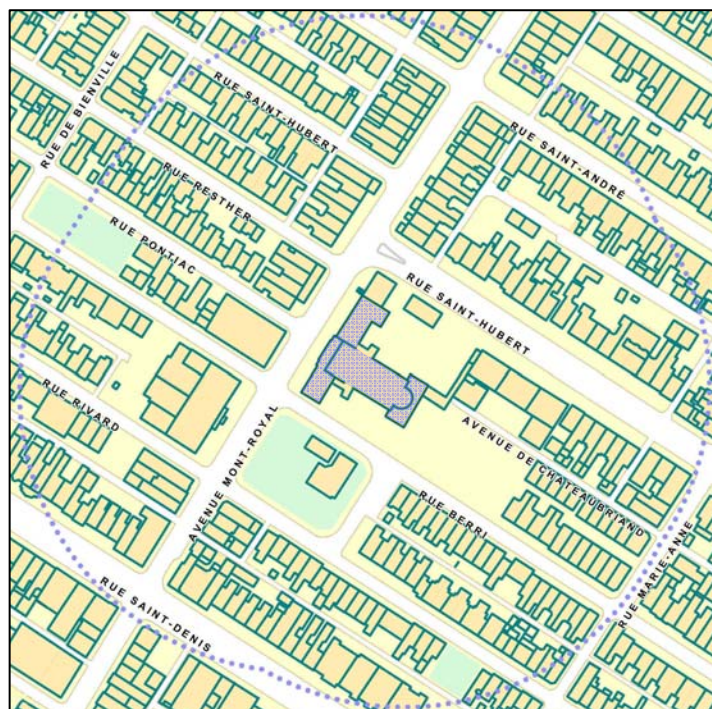 RUE DE BIENVILLE
RUE SAINT-HUBERT
RUE RESTHER
RUE SAINT-ANDRÉ
RUE PONTIAC
RUE SAINT-HUBERT
RUE RIVARD
AVENUE MONT-ROYAL
AVENUE DE CHATEAUBRIAND
RUE BERRI
RUE MARIE-ANNE
RUE SAINT-DENIS